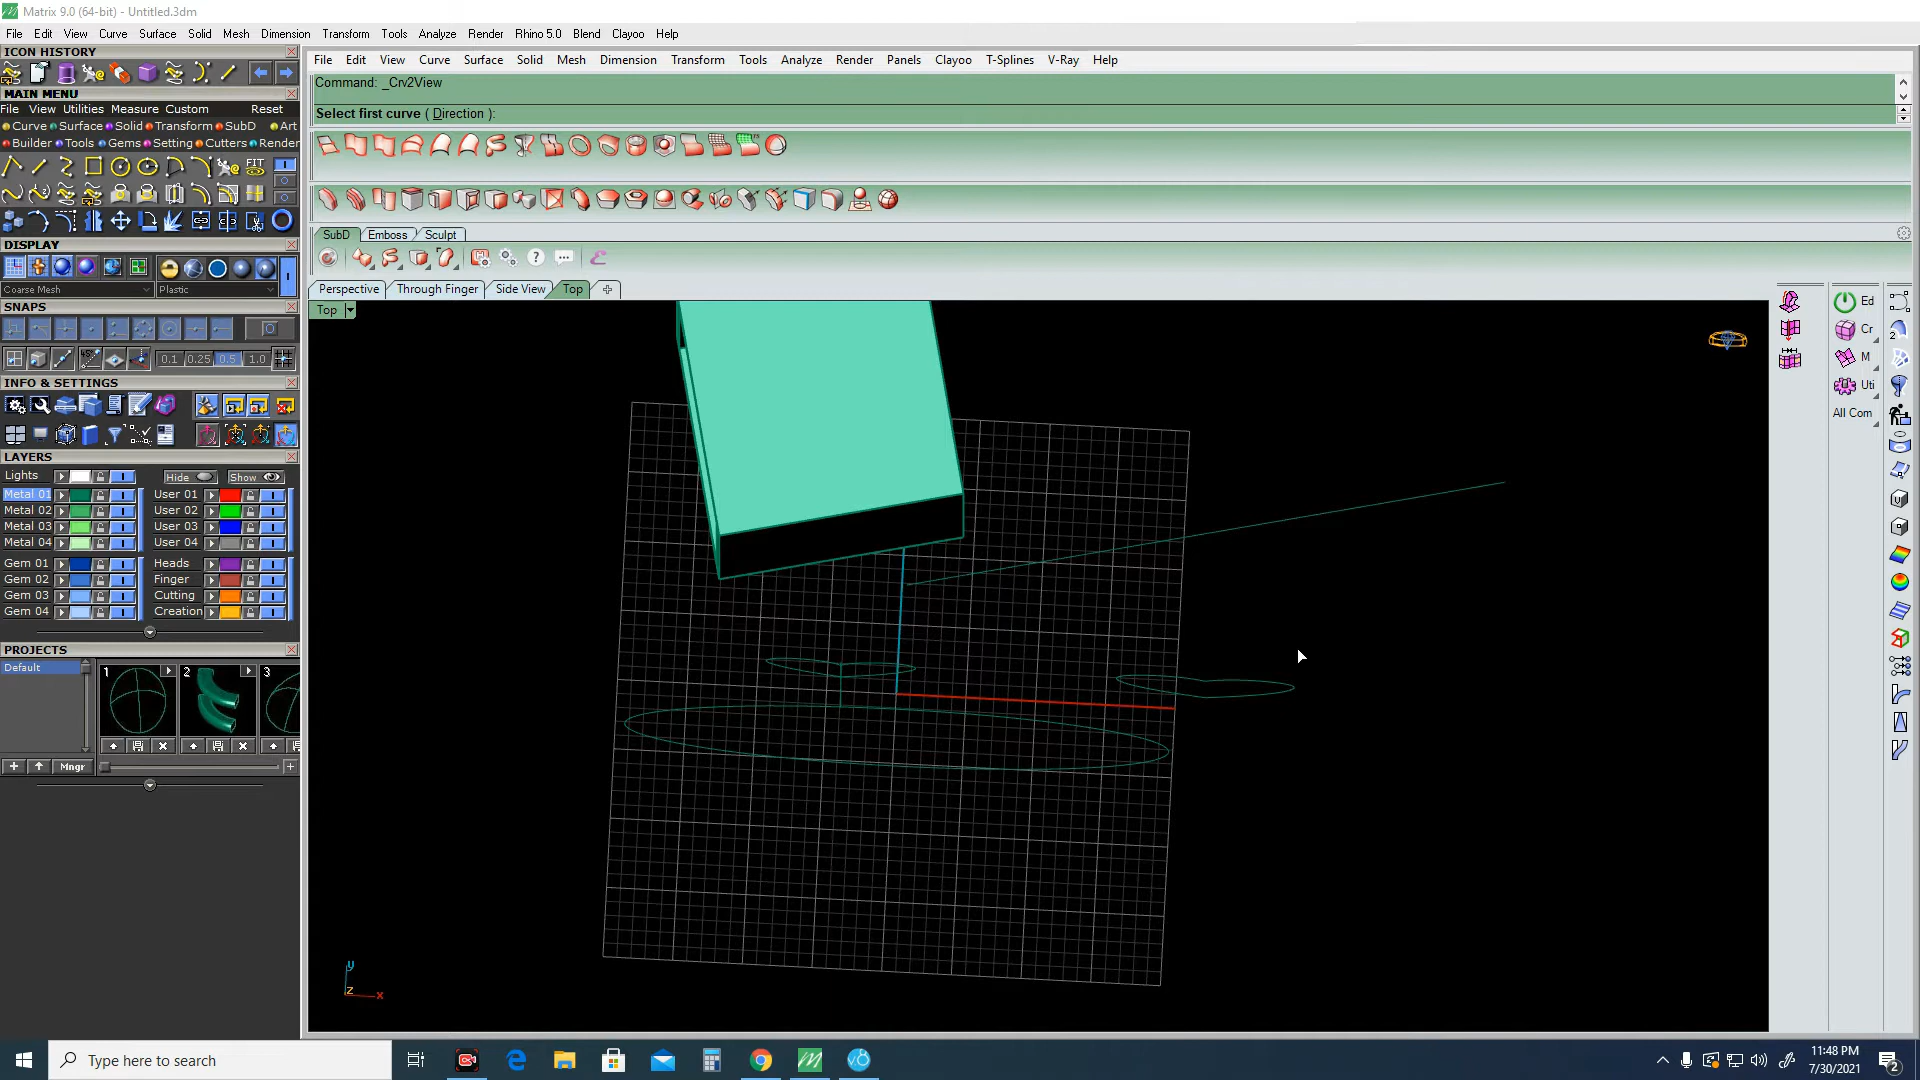 Matrix 9.0 (64-bit) - Untitled.3dm
File Edit View Curve Surface Solid Mesh Dimension Transform Tools Analyze Render Rhino 5.0 Blend Clayoo Help
ICON HISTORY
MAIN MENU
File View Utilities Measure Custom Reset
Curve Surface Solid Transform SubD Art
Builder Tools Gems Setting Cutters Render
FIT
DISPLAY
Coarse Mesh Plastic
SNAPS
0.1 0.25 0.5 1.0
INFO & SETTINGS
LAYERS
Lights Hide Show
Metal 01 User 01
Metal 02 User 02
Metal 03 User 03
Metal 04 User 04
Gem 01 Heads
Gem 02 Finger
Gem 03 Cutting
Gem 04 Creation
PROJECTS
Default
1 2 3
Mngr
File Edit View Curve Surface Solid Mesh Dimension Transform Tools Analyze Render Panels Clayoo T-Splines V-Ray Help
Command: _Crv2View
Select first curve ( Direction ):
SubD Emboss Sculpt
Perspective Through Finger Side View Top
Top
Ed
Cr
M
Uti
All Com
y
z x
Type here to search
11:48 PM
7/30/2021
2